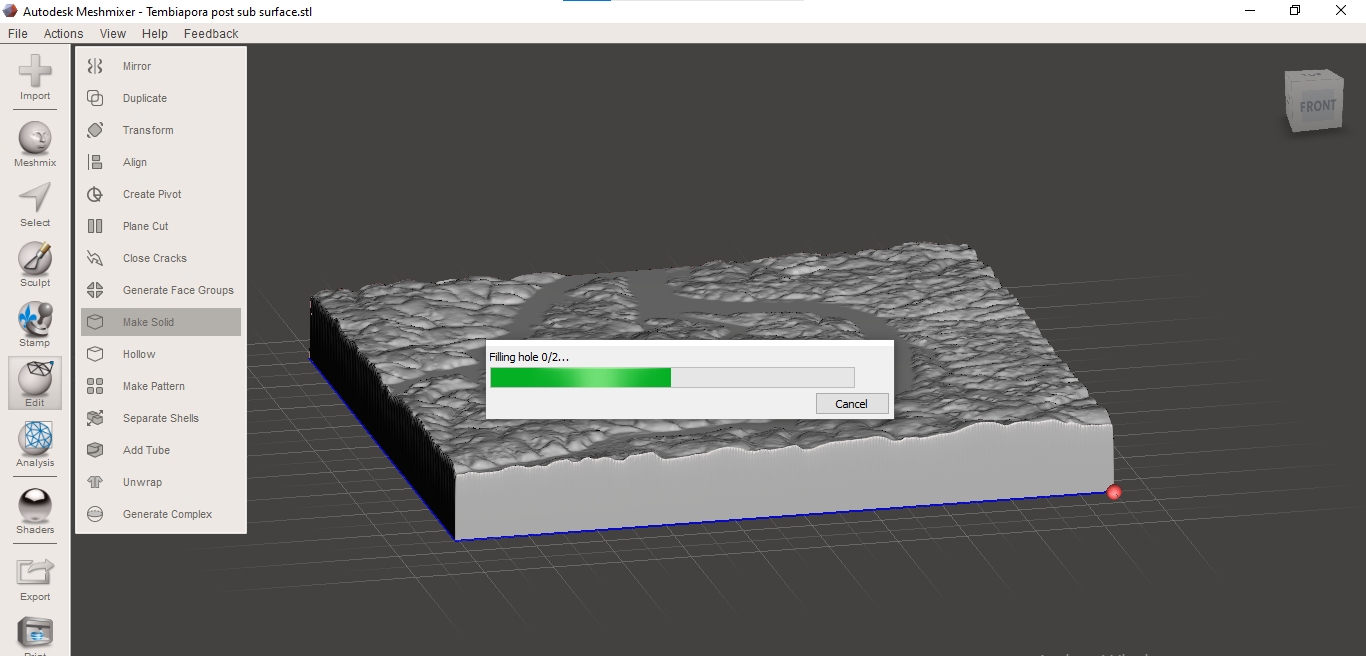 Autodesk Meshmixer - Tembiapora post sub surface.stl
File Actions View Help Feedback
Import
Meshmix
Select
Sculpt
Stamp
Edit
Analysis
Shaders
Export
Print
Mirror
Duplicate
Transform
Align
Create Pivot
Plane Cut
Close Cracks
Generate Face Groups
Make Solid
Hollow
Make Pattern
Separate Shells
Add Tube
Unwrap
Generate Complex
TOP
FRONT
Filling hole 0/2...
Cancel